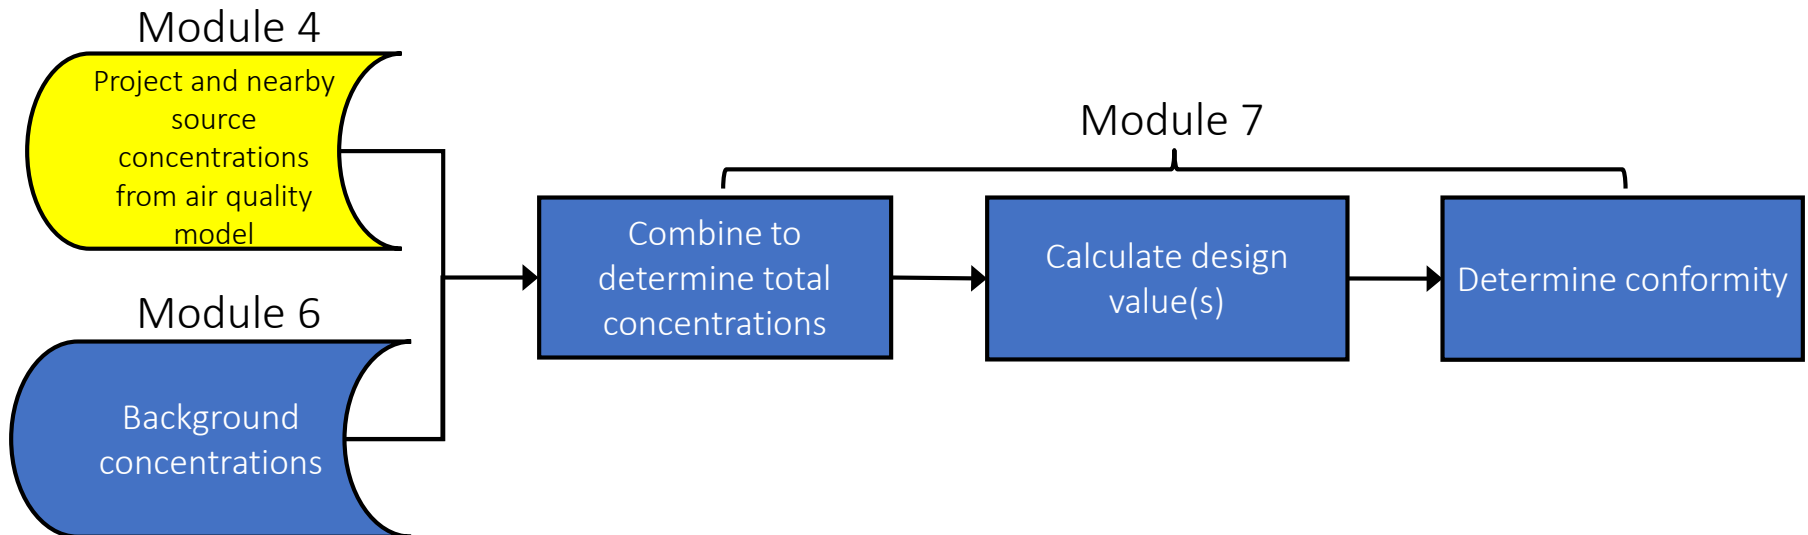 Module 4
Project and nearby
source
concentrations
from air quality
model
Module 6
Background
concentrations
Module 7
Combine to
determine total
concentrations
Calculate design
value(s)
Determine conformity